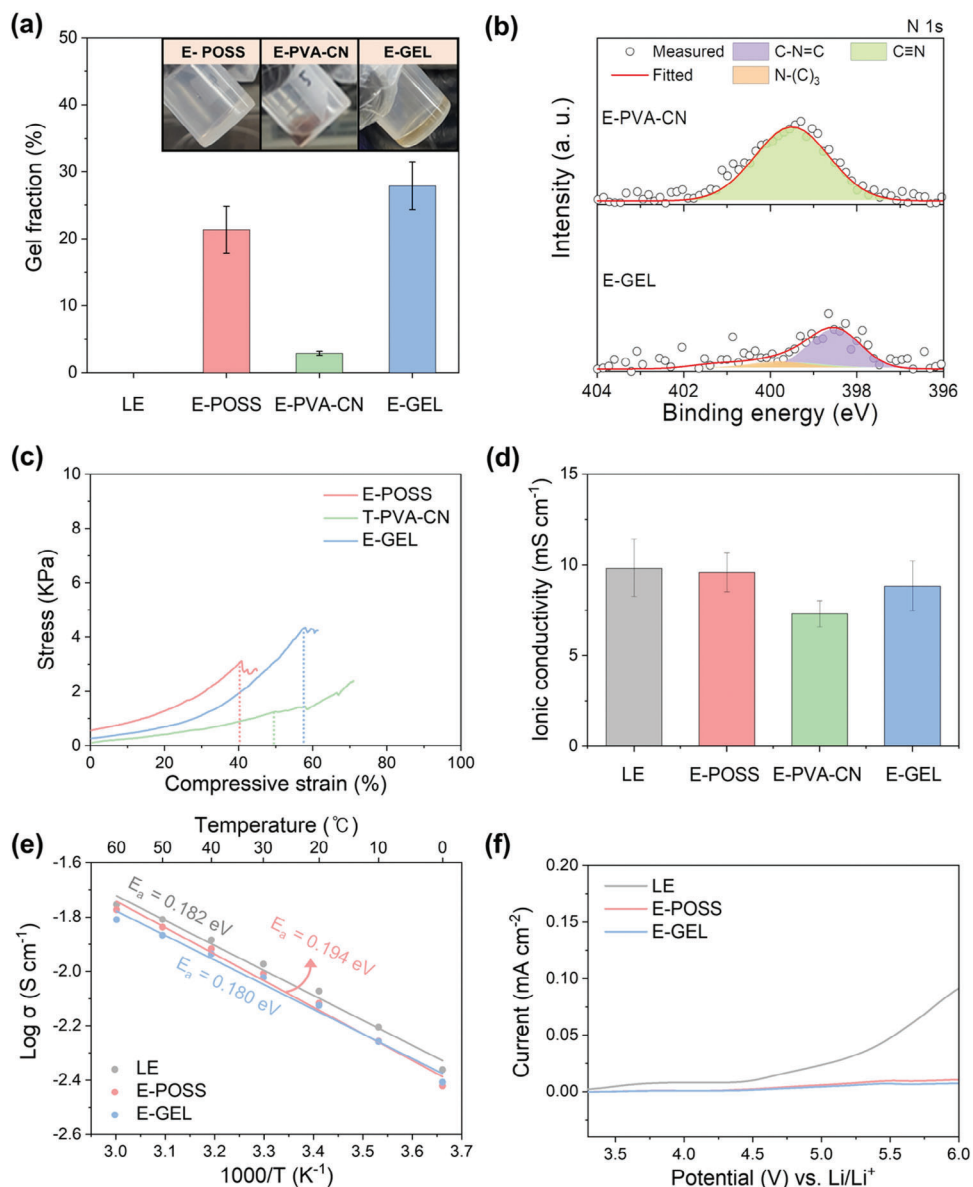 (a)
50
40
30
20
10
0
Gel fraction (%)
E- POSS
E-PVA-CN
E-GEL
LE
E-POSS
E-PVA-CN
E-GEL
(b)
N 1s
Measured
C-N=C
C≡N
Fitted
N-(C)₃
E-PVA-CN
E-GEL
Intensity (a. u.)
404
402
400
398
396
Binding energy (eV)
(c)
10
8
6
4
2
0
Stress (KPa)
E-POSS
T-PVA-CN
E-GEL
0
20
40
60
80
100
Compressive strain (%)
(d)
15
10
5
0
Ionic conductivity (mS cm⁻¹)
LE
E-POSS
E-PVA-CN
E-GEL
(e)
Temperature (℃)
60
50
40
30
20
10
0
-1.6
-1.8
-2.0
-2.2
-2.4
-2.6
Log σ (S cm⁻¹)
Eₐ = 0.182 eV
Eₐ = 0.194 eV
Eₐ = 0.180 eV
LE
E-POSS
E-GEL
3.0
3.1
3.2
3.3
3.4
3.5
3.6
3.7
1000/T (K⁻¹)
(f)
0.20
0.15
0.10
0.05
0.00
Current (mA cm⁻²)
LE
E-POSS
E-GEL
3.5
4.0
4.5
5.0
5.5
6.0
Potential (V) vs. Li/Li⁺